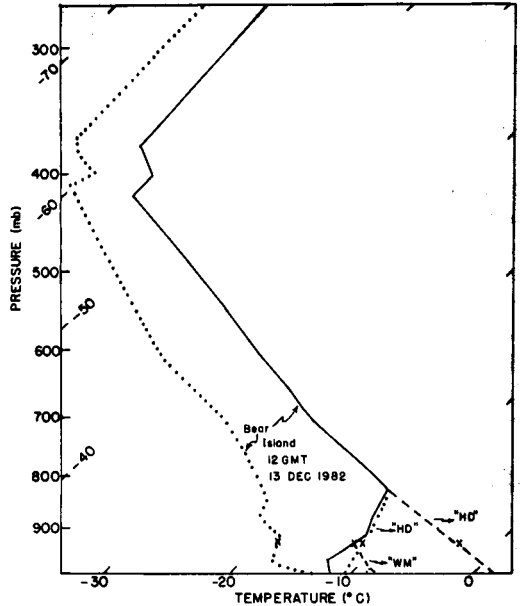 300
400
500
600
700
800
900
PRESSURE (mb)
-70
-60
-50
-40
Bear
Island
12 GMT
13 DEC 1982
"HD"
"HD"
"WM"
-30
-20
-10
0
TEMPERATURE (°C)